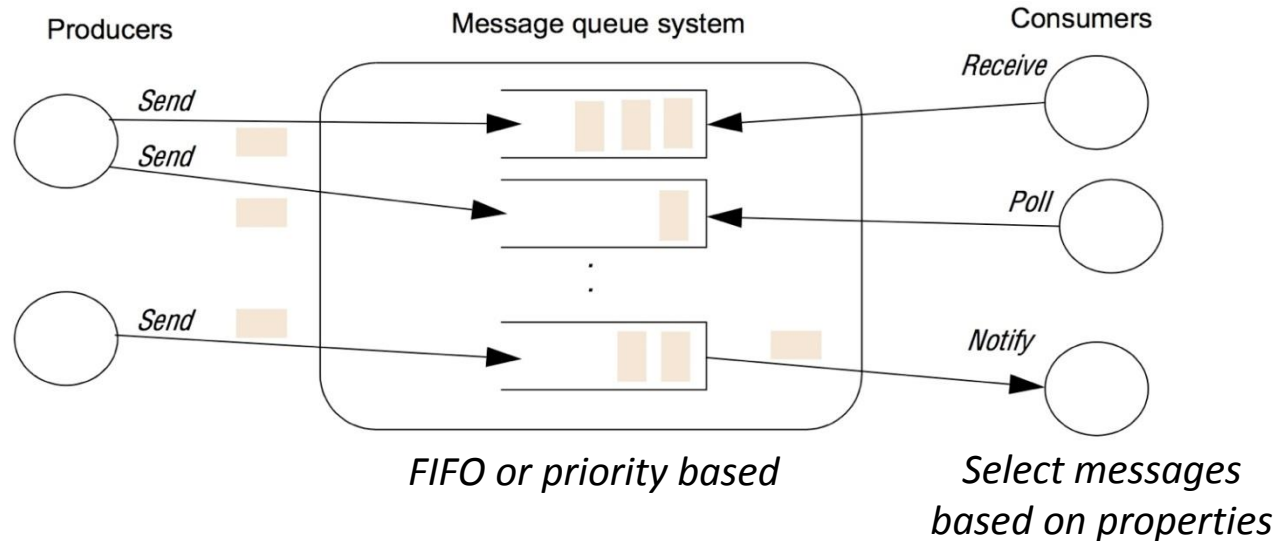 Producers
Message queue system
Consumers
Send
Receive
Send
Poll
:
Send
Notify
FIFO or priority based
Select messages
based on properties